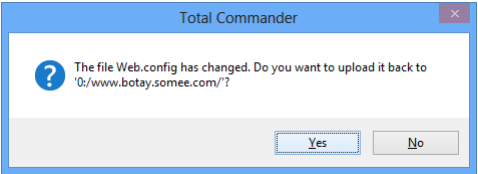 Total Commander
The file Web.config has changed. Do you want to upload it back to
'0:/www.botay.somee.com/'?
Yes
No